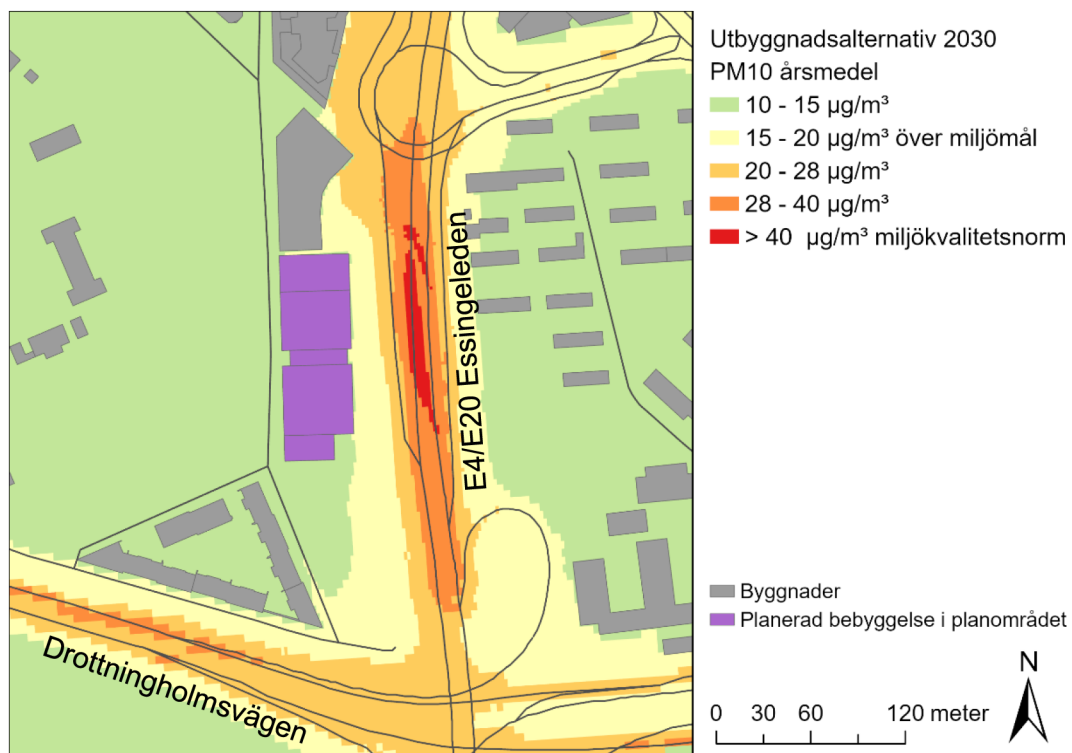 Utbyggnadsalternativ 2030
PM10 årsmedel
10 - 15 µg/m³
15 - 20 µg/m³ över miljömål
20 - 28 µg/m³
28 - 40 µg/m³
> 40 µg/m³ miljökvalitetsnorm
E4/E20 Essingeleden
Drottningholmsvägen
Byggnader
Planerad bebyggelse i planområdet
N
0 30 60 120 meter